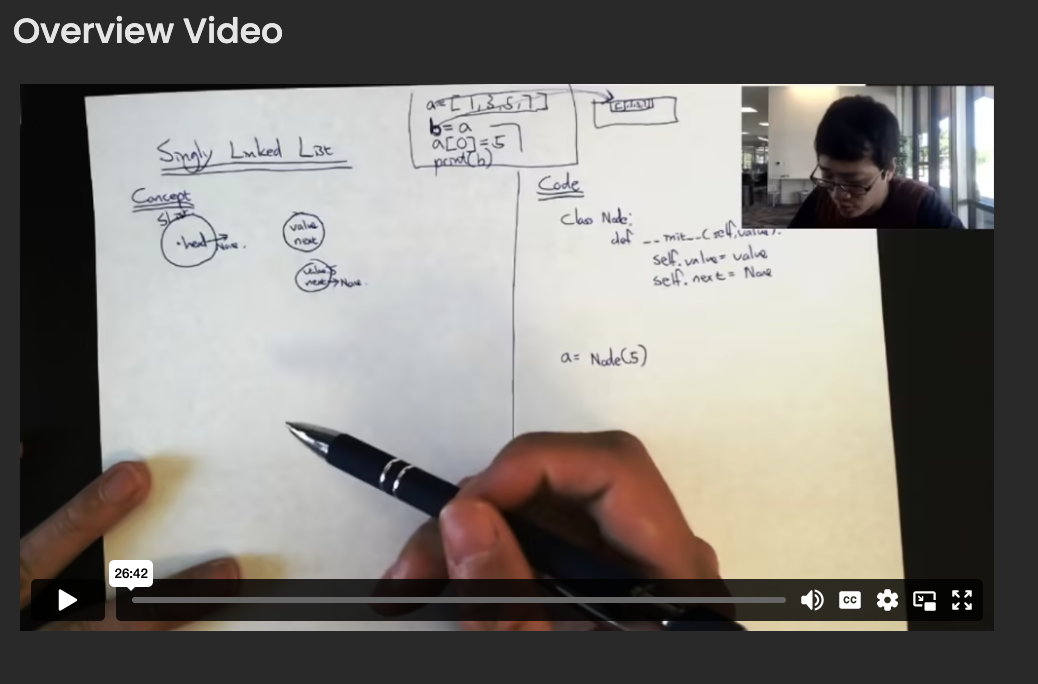 Overview Video
a=[1,3,5,7]
b= a
a[0]=5
print(b)
Singly Linked List
Concept
SList
head
None.
value
next
value 5
next → None.
Code
Class Node:
def __init__(self,value):
self.value= value
self.next = None
a= Node(5)
26:42
CC